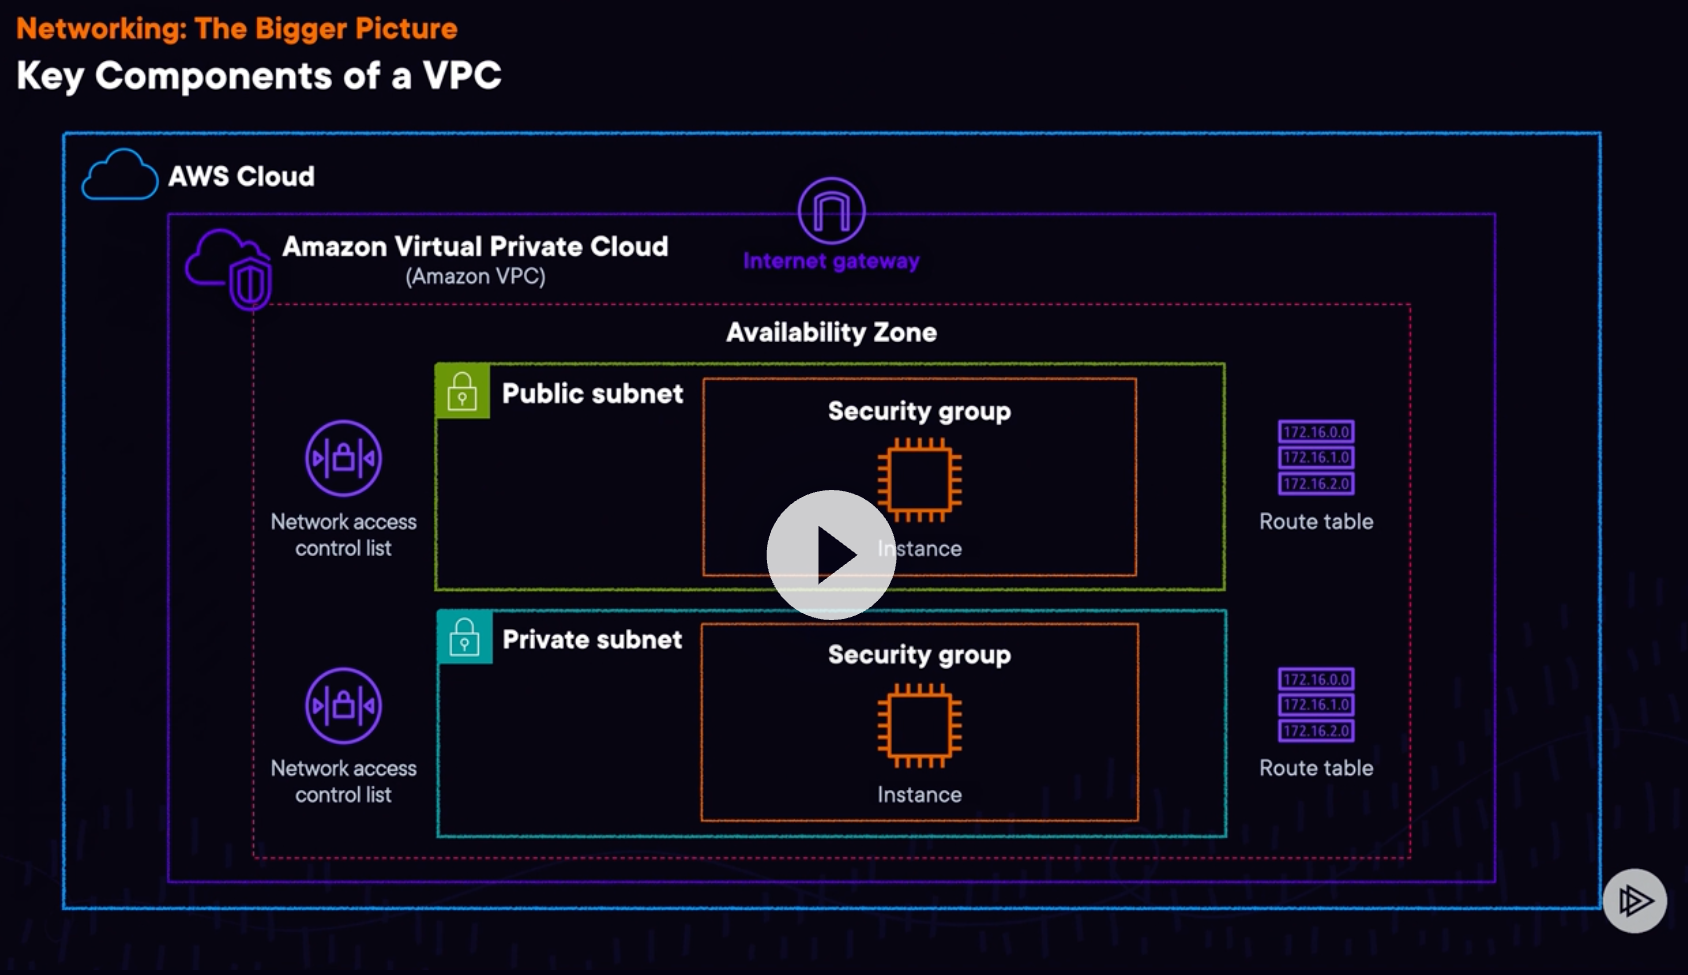 Networking: The Bigger Picture
Key Components of a VPC
AWS Cloud
Internet gateway
Amazon Virtual Private Cloud
(Amazon VPC)
Availability Zone
Public subnet
Security group
Instance
Network access
control list
172.16.0.0
172.16.1.0
172.16.2.0
Route table
Private subnet
Security group
Instance
Network access
control list
172.16.0.0
172.16.1.0
172.16.2.0
Route table